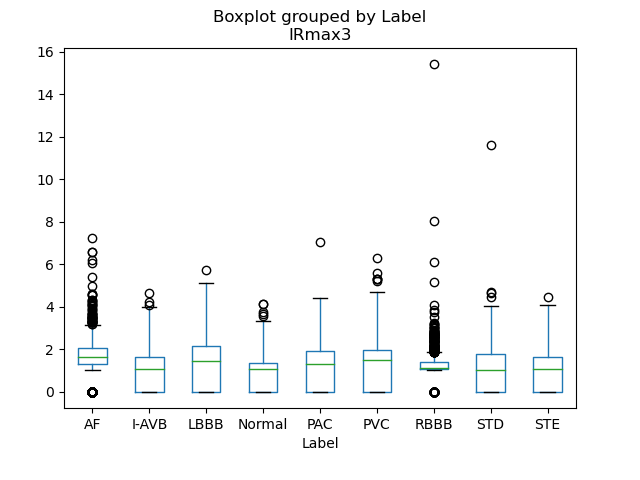 Boxplot grouped by Label
IRmax3
16
14
12
10
8
6
4
2
0
AF I-AVB LBBB Normal PAC PVC RBBB STD STE
Label